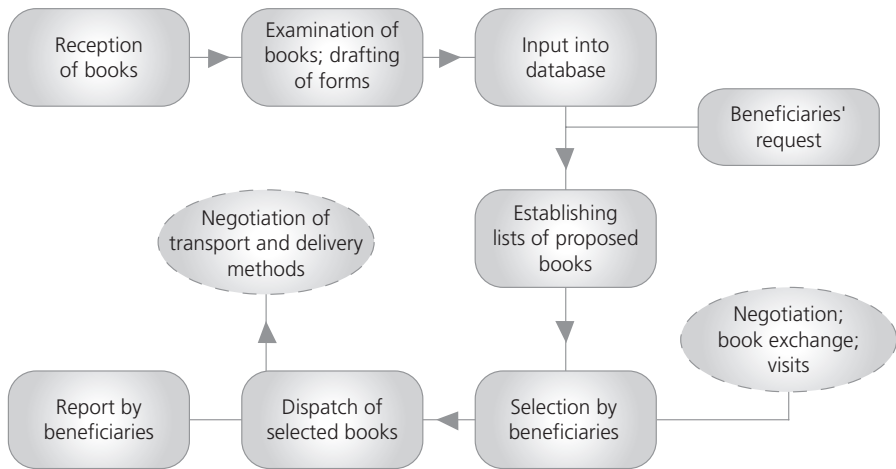 Reception
of books
Examination of
books; drafting
of forms
Input into
database
Beneficiaries'
request
Establishing
lists of proposed
books
Negotiation of
transport and delivery
methods
Negotiation;
book exchange;
visits
Selection by
beneficiaries
Dispatch of
selected books
Report by
beneficiaries